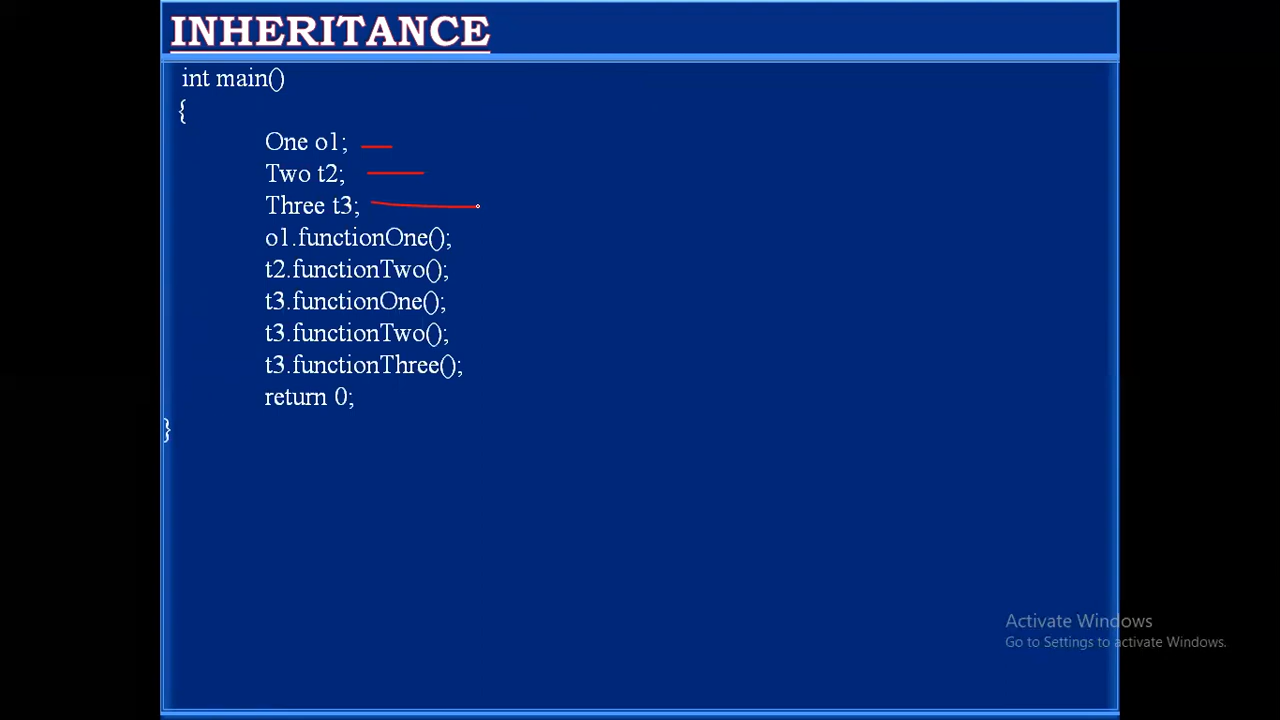 INHERITANCE
int main()
{
One o1;
Two t2;
Three t3;
o1.functionOne();
t2.functionTwo();
t3.functionOne();
t3.functionTwo();
t3.functionThree();
return 0;
}
Activate Windows
Go to Settings to activate Windows.